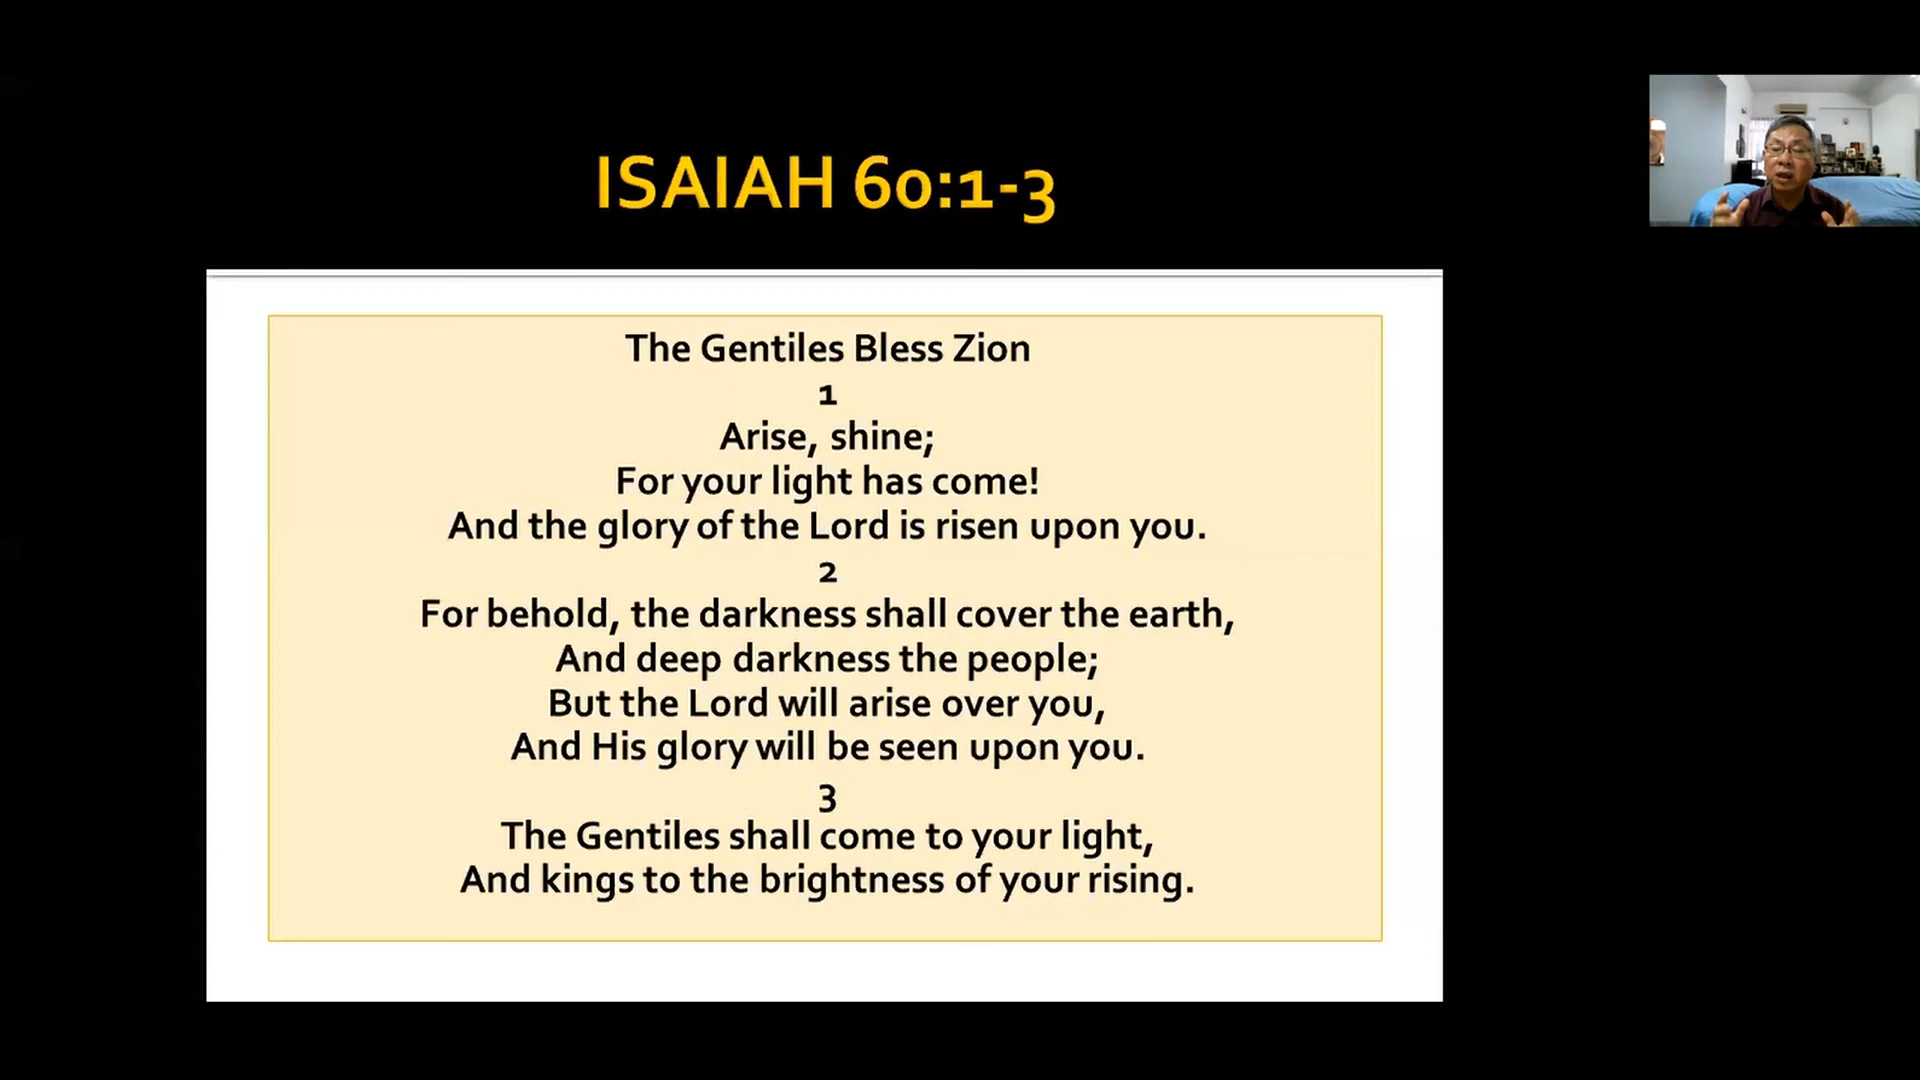 ISAIAH 60:1-3
The Gentiles Bless Zion
1
Arise, shine;
For your light has come!
And the glory of the Lord is risen upon you.
2
For behold, the darkness shall cover the earth,
And deep darkness the people;
But the Lord will arise over you,
And His glory will be seen upon you.
3
The Gentiles shall come to your light,
And kings to the brightness of your rising.